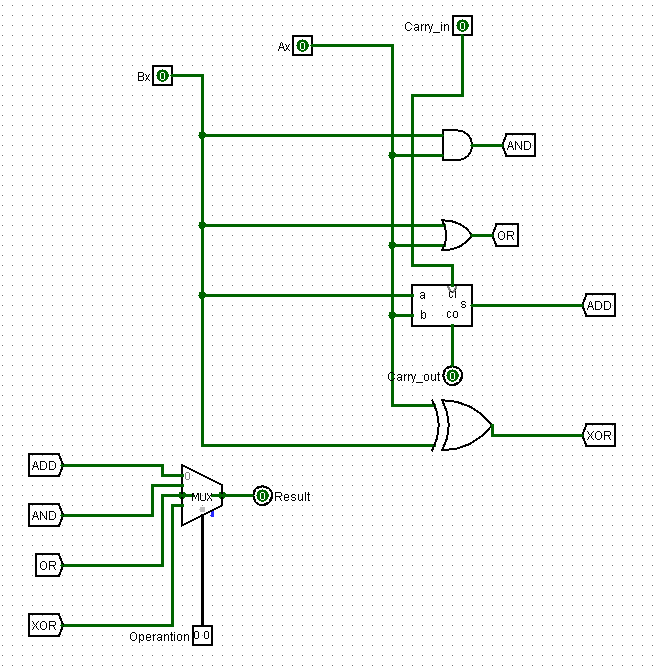 Carry_in 0
Ax 0
Bx 0
AND
OR
a ci
s
b co
ADD
Carry_out 0
XOR
ADD
0
MUX
0 Result
AND
OR
XOR
Operantion 0 0